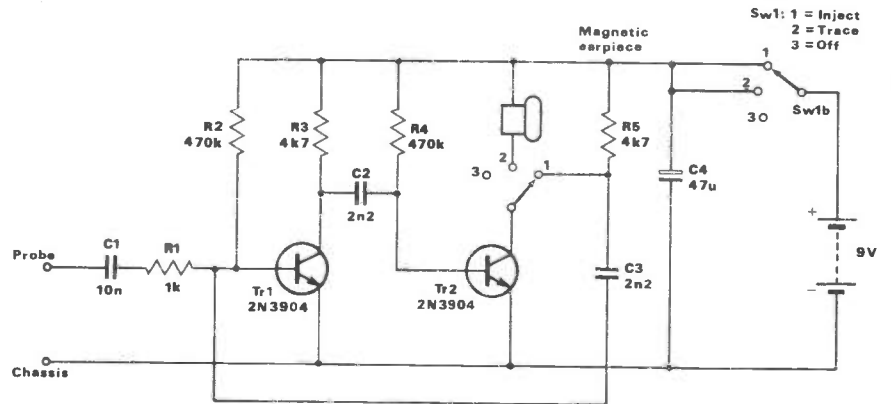 Sw1: 1 = Inject
2 = Trace
3 = Off
Magnetic
earpiece
1
2
3
Sw1b
R2
470k
R3
4k7
R4
470k
R5
4k7
2
3
1
C2
2n2
C4
47u
+
9V
−
C1
10n
R1
1k
Probe
Tr1
2N3904
Tr2
2N3904
C3
2n2
Chassis